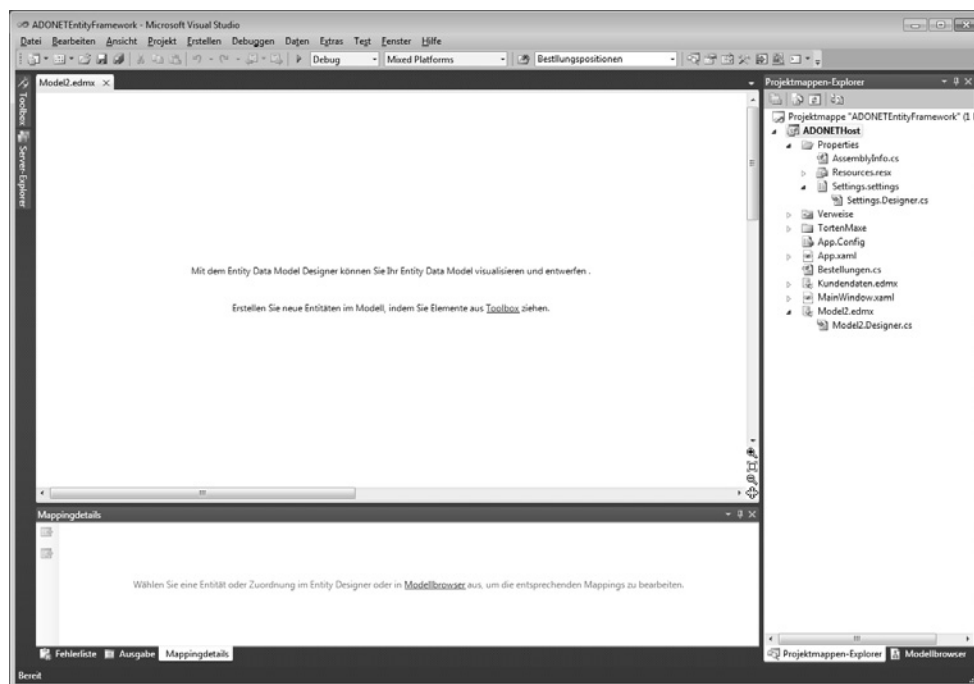 ADONETEntityFramework - Microsoft Visual Studio
Datei Bearbeiten Ansicht Projekt Erstellen Debuggen Daten Extras Test Fenster Hilfe
Debug Mixed Platforms Bestllungspositionen
Model2.edmx
Toolbox
Server-Explorer
Mit dem Entity Data Model Designer können Sie Ihr Entity Data Model visualisieren und entwerfen .
Erstellen Sie neue Entitäten im Modell, indem Sie Elemente aus Toolbox ziehen.
Mappingdetails
Wählen Sie eine Entität oder Zuordnung im Entity Designer oder in Modellbrowser aus, um die entsprechenden Mappings zu bearbeiten.
Fehlerliste Ausgabe Mappingdetails
Projektmappen-Explorer
Projektmappe "ADONETEntityFramework" (1
ADONETHost
Properties
AssemblyInfo.cs
Resources.resx
Settings.settings
Settings.Designer.cs
Verweise
TortenMaxe
App.Config
App.xaml
Bestellungen.cs
Kundendaten.edmx
MainWindow.xaml
Model2.edmx
Model2.Designer.cs
Projektmappen-Explorer Modellbrowser
Bereit